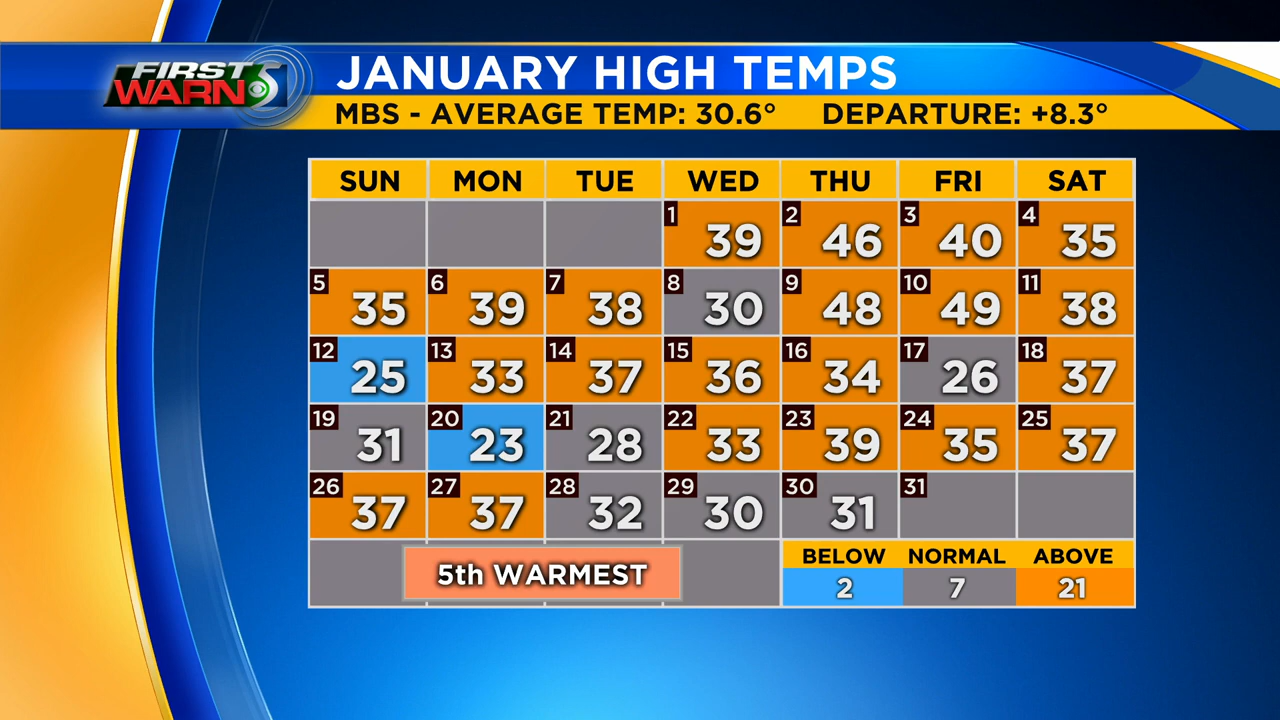 FIRST
WARN 5
JANUARY HIGH TEMPS
MBS - AVERAGE TEMP: 30.6° DEPARTURE: +8.3°
SUN MON TUE WED THU FRI SAT
1 39 2 46 3 40 4 35
5 35 6 39 7 38 8 30 9 48 10 49 11 38
12 25 13 33 14 37 15 36 16 34 17 26 18 37
19 31 20 23 21 28 22 33 23 39 24 35 25 37
26 37 27 37 28 32 29 30 30 31 31
BELOW NORMAL ABOVE
5th WARMEST
2 7 21